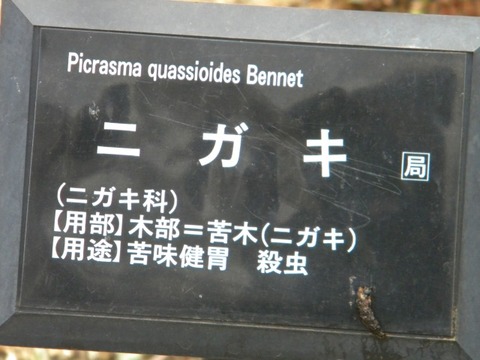 Picrasma quassioides Bennet
ニガキ 局
(ニガキ科)
【用部】木部=苦木(ニガキ)
【用途】苦味健胃 殺虫